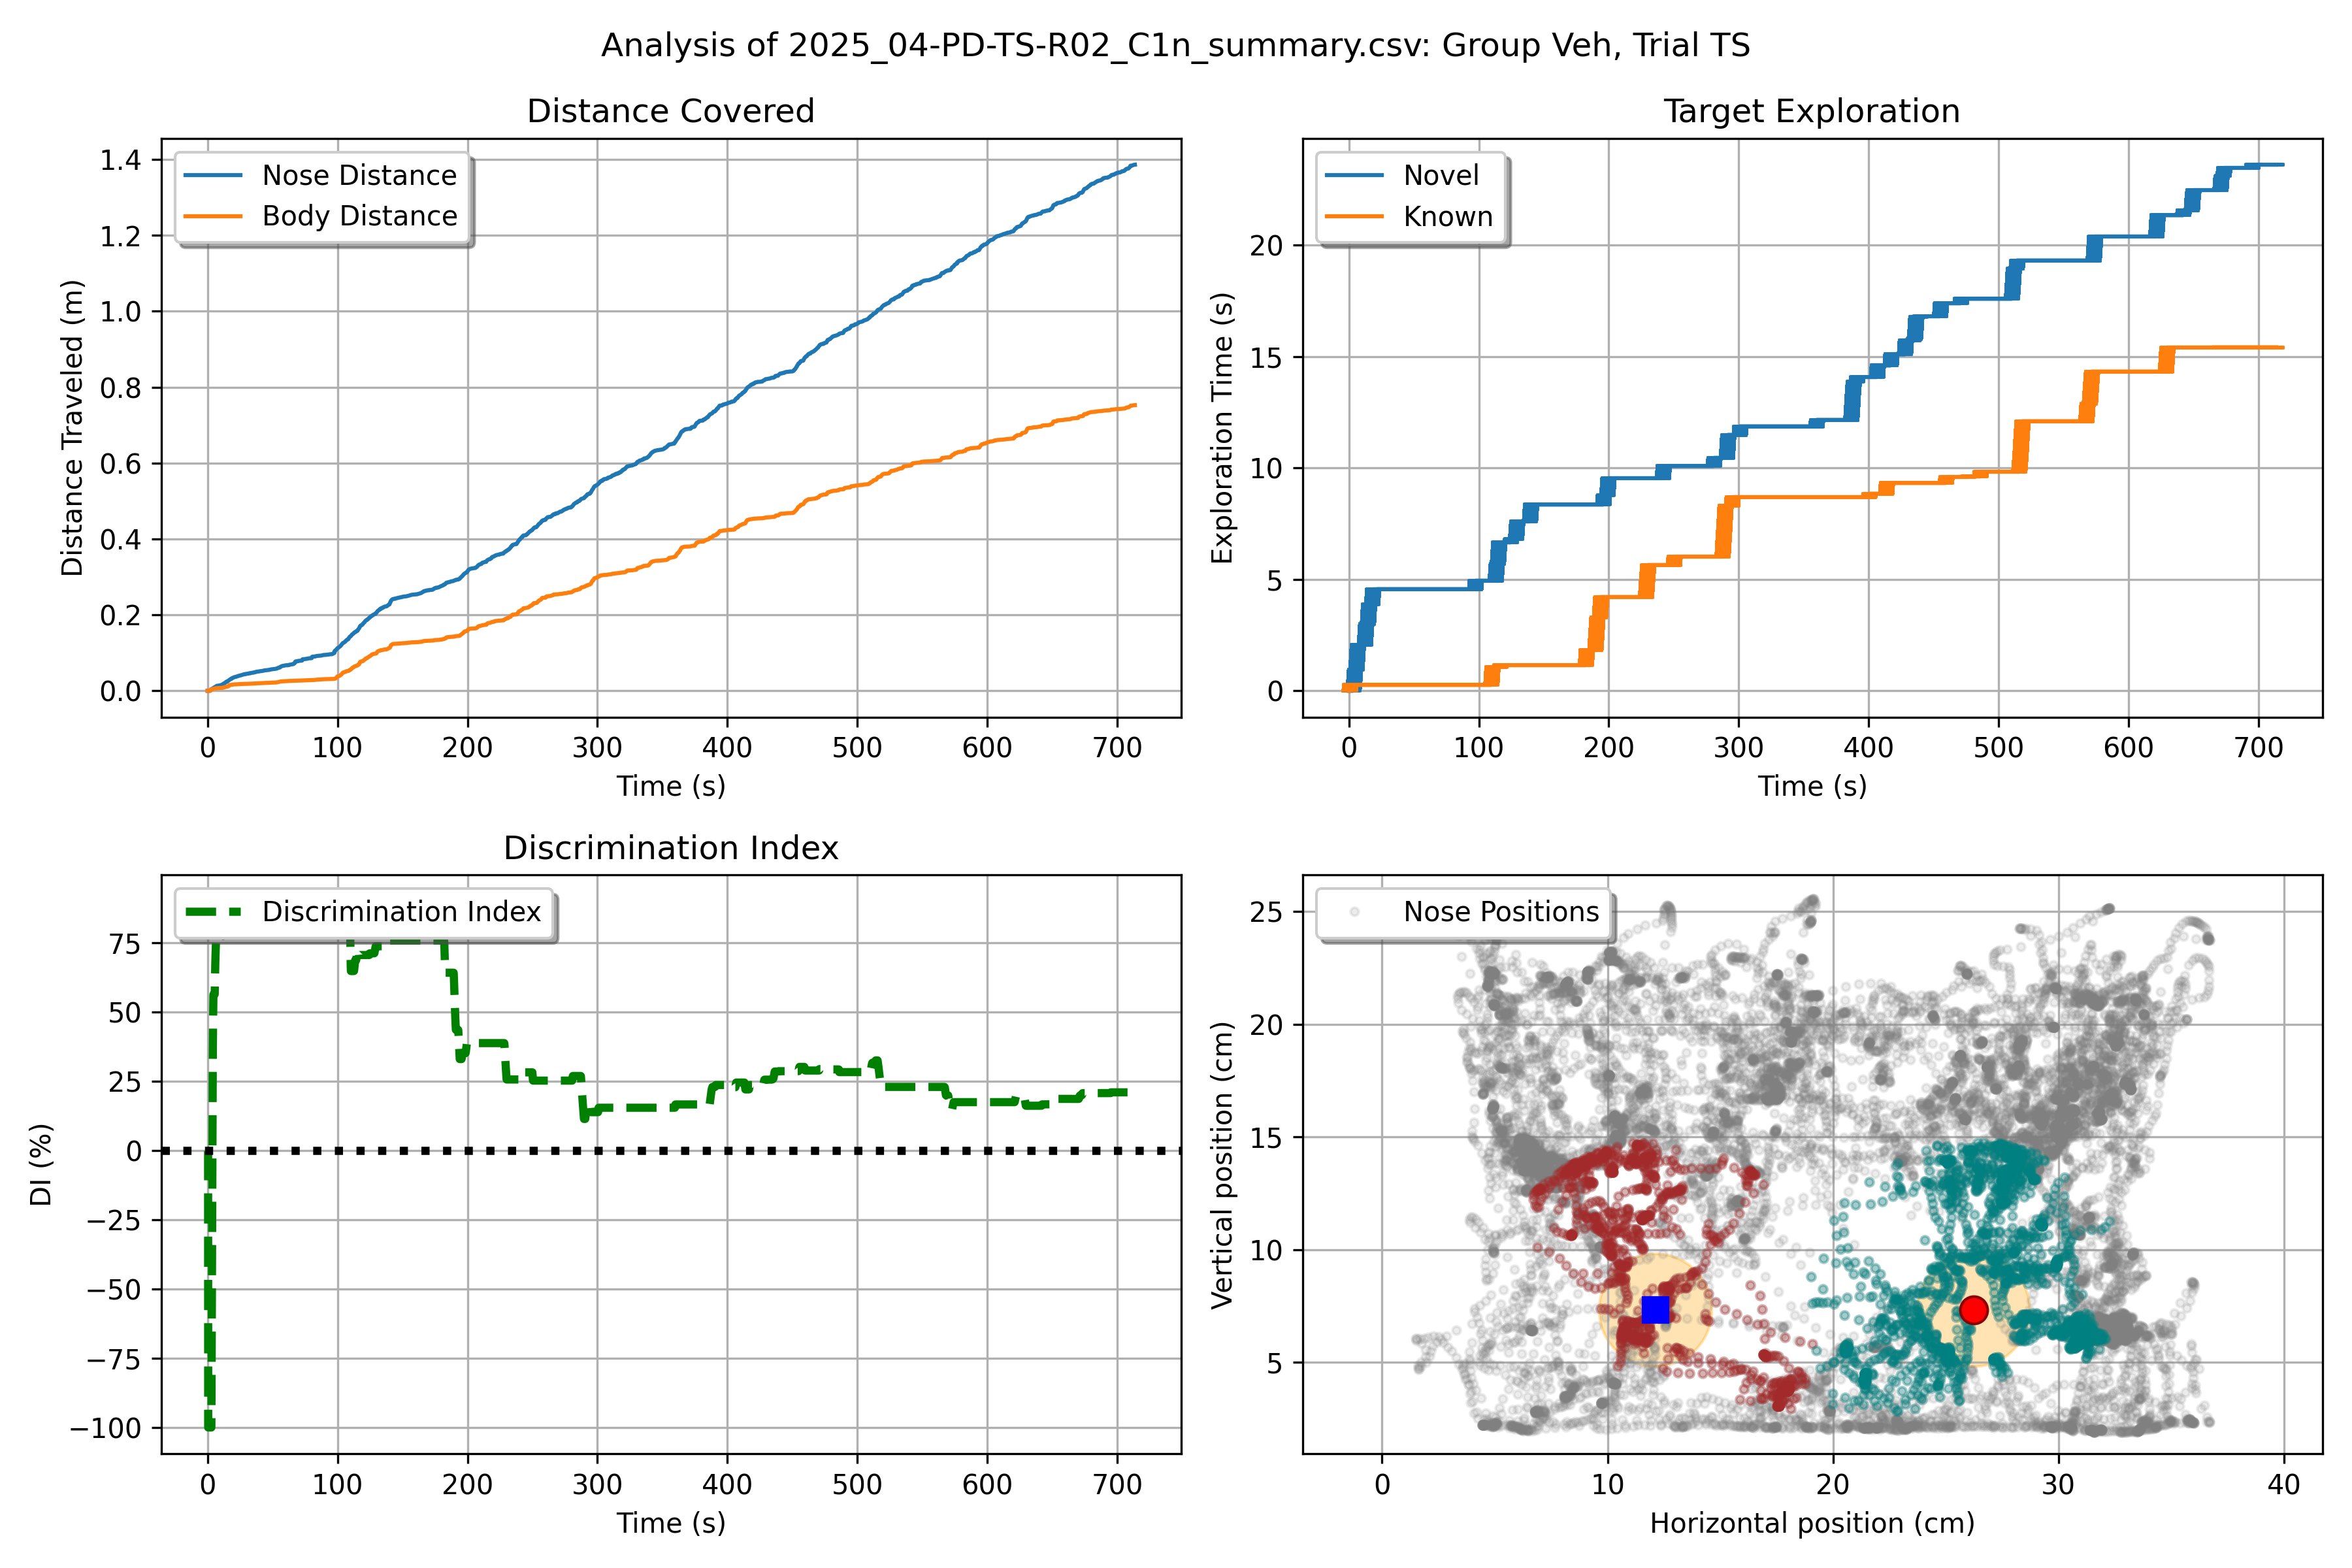 Analysis of 2025_04-PD-TS-R02_C1n_summary.csv: Group Veh, Trial TS
Distance Covered
Nose Distance
Body Distance
1.4
1.2
1.0
0.8
0.6
0.4
0.2
0.0
Distance Traveled (m)
0 100 200 300 400 500 600 700
Time (s)
Target Exploration
Novel
Known
20
15
10
5
0
Exploration Time (s)
0 100 200 300 400 500 600 700
Time (s)
Discrimination Index
Discrimination Index
75
50
25
0
−25
−50
−75
−100
DI (%)
0 100 200 300 400 500 600 700
Time (s)
Nose Positions
25
20
15
10
5
Vertical position (cm)
0 10 20 30 40
Horizontal position (cm)